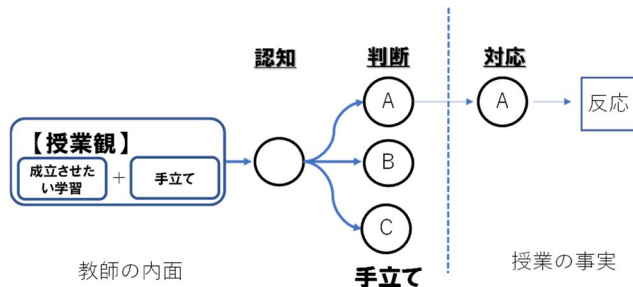 認知
判断
対応
【授業観】
成立させた
い学習
+
手立て
A
B
C
A
反応
教師の内面
手立て
授業の事実